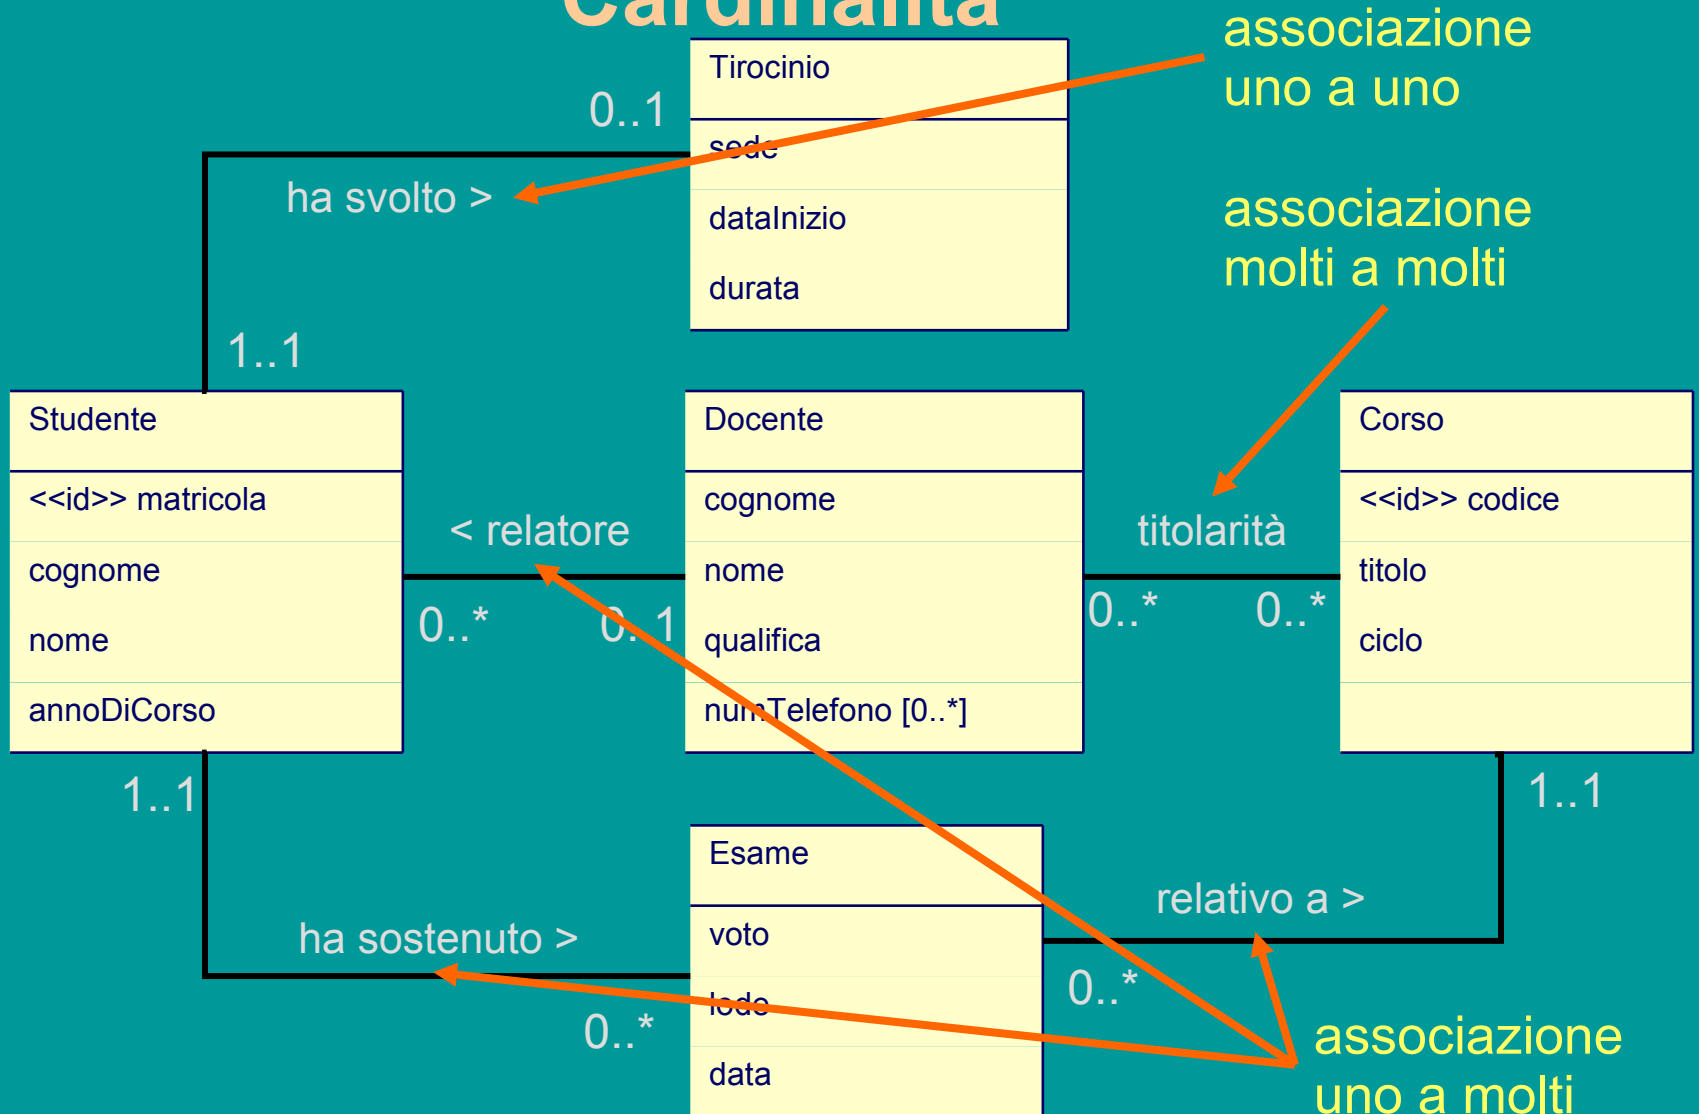 Cardinalità
associazione
uno a uno
Tirocinio
0..1
sede
ha svolto >
dataInizio
durata
associazione
molti a molti
1..1
Studente
<<id>> matricola
cognome
nome
annoDiCorso
< relatore
0..*
0..1
Docente
cognome
nome
qualifica
numTelefono [0..*]
titolarità
0..*
0..*
Corso
<<id>> codice
titolo
ciclo
1..1
1..1
Esame
voto
lode
data
ha sostenuto >
0..*
relativo a >
0..*
associazione
uno a molti